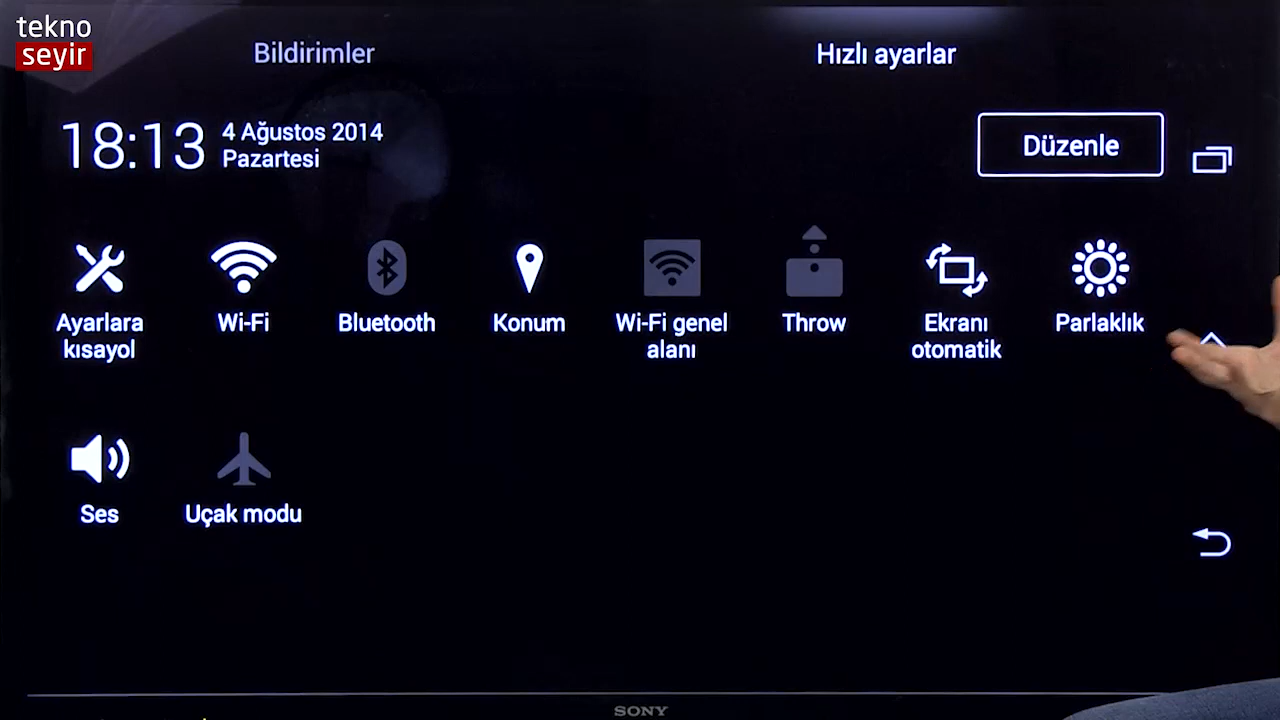 tekno
seyir
Bildirimler
Hızlı ayarlar
18:13
4 Ağustos 2014
Pazartesi
Düzenle
Ayarlara
kısayol
Wi-Fi
Bluetooth
Konum
Wi-Fi genel
alanı
Throw
Ekranı
otomatik
Parlaklık
Ses
Uçak modu
SONY